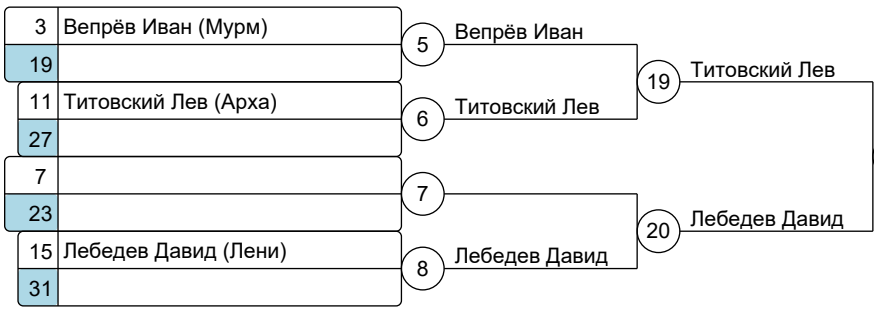 3 Вепрёв Иван (Мурм)
19
5 Вепрёв Иван
11 Титовский Лев (Арха)
27
6 Титовский Лев
19 Титовский Лев
7
23
7
15 Лебедев Давид (Лени)
31
8 Лебедев Давид
20 Лебедев Давид